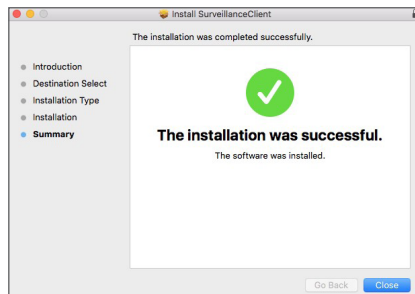 Install SurveillanceClient
The installation was completed successfully.
Introduction
Destination Select
Installation Type
Installation
Summary
The installation was successful.
The software was installed.
Go Back
Close